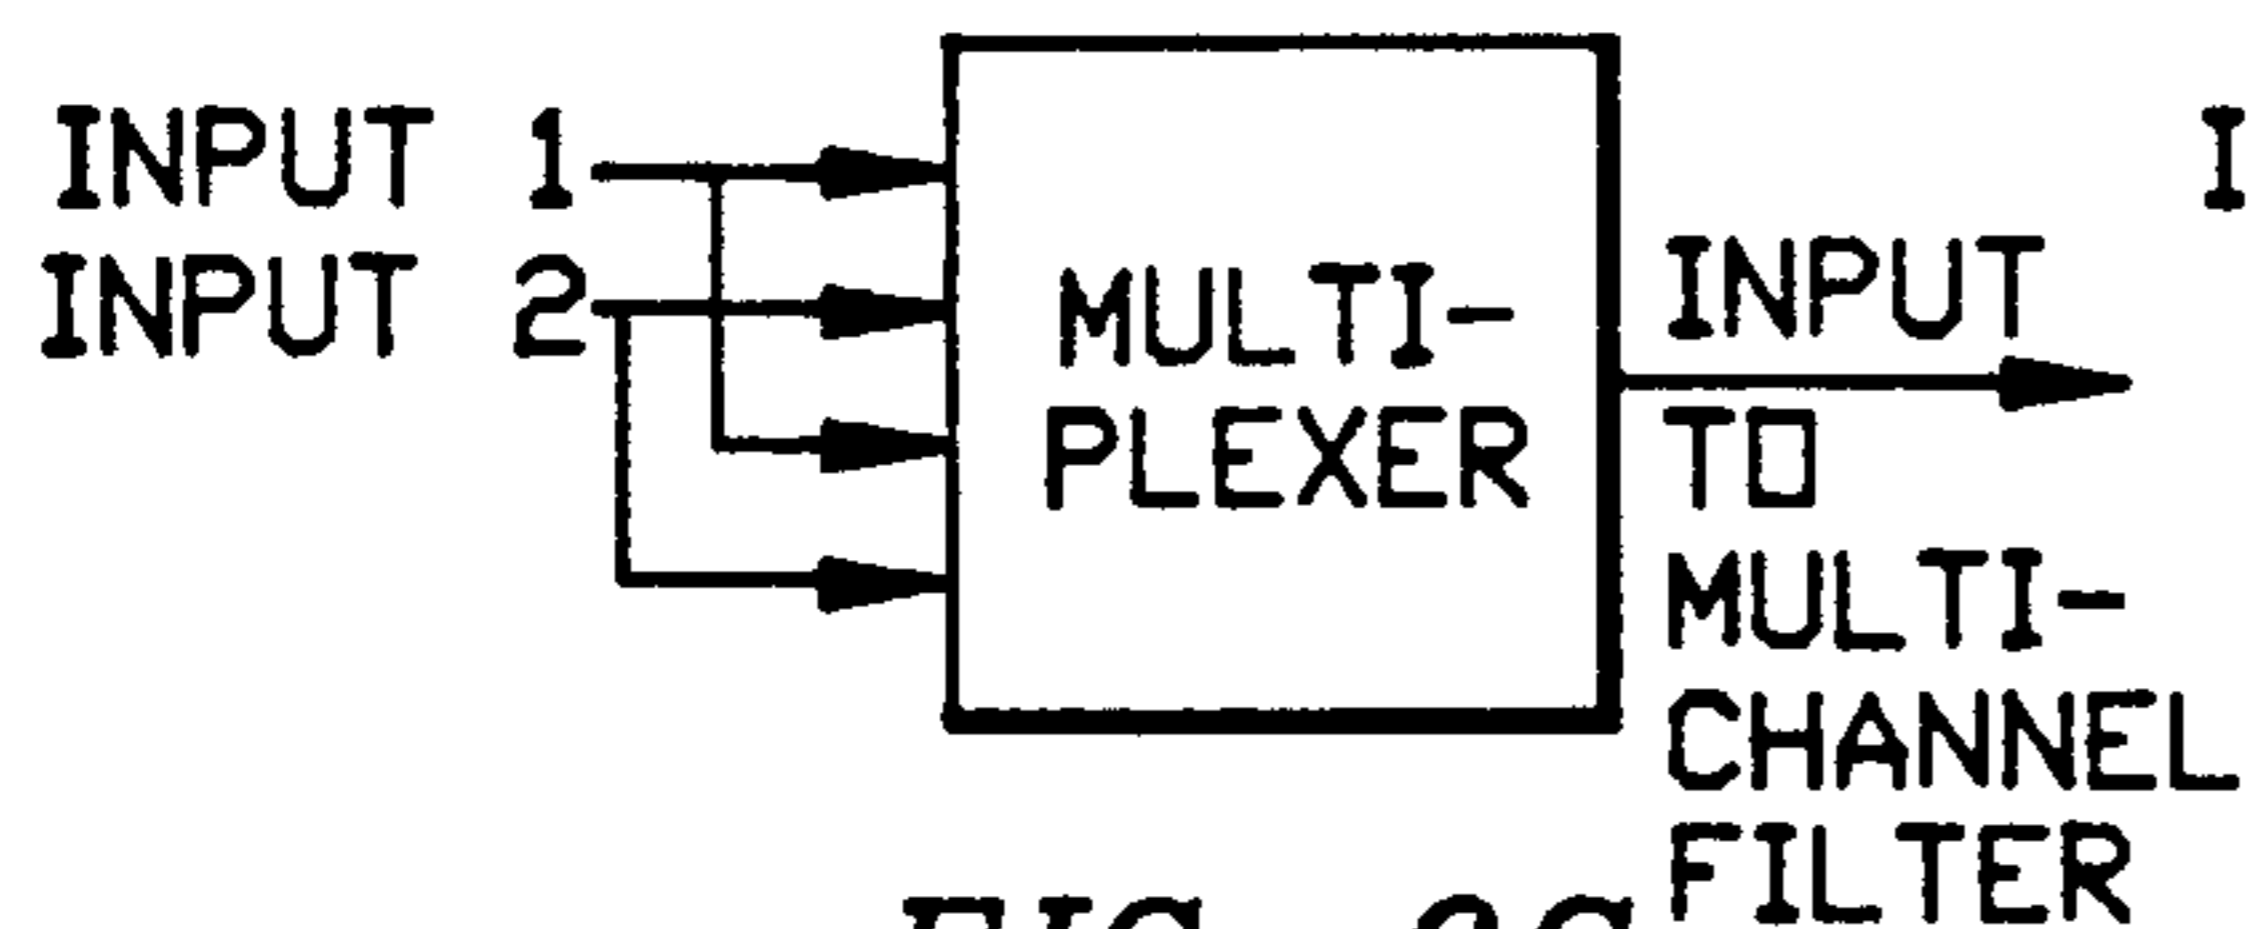 INPUT 1
INPUT 2
MULTI-
PLEXER
INPUT
TO
MULTI-
CHANNEL
FILTER